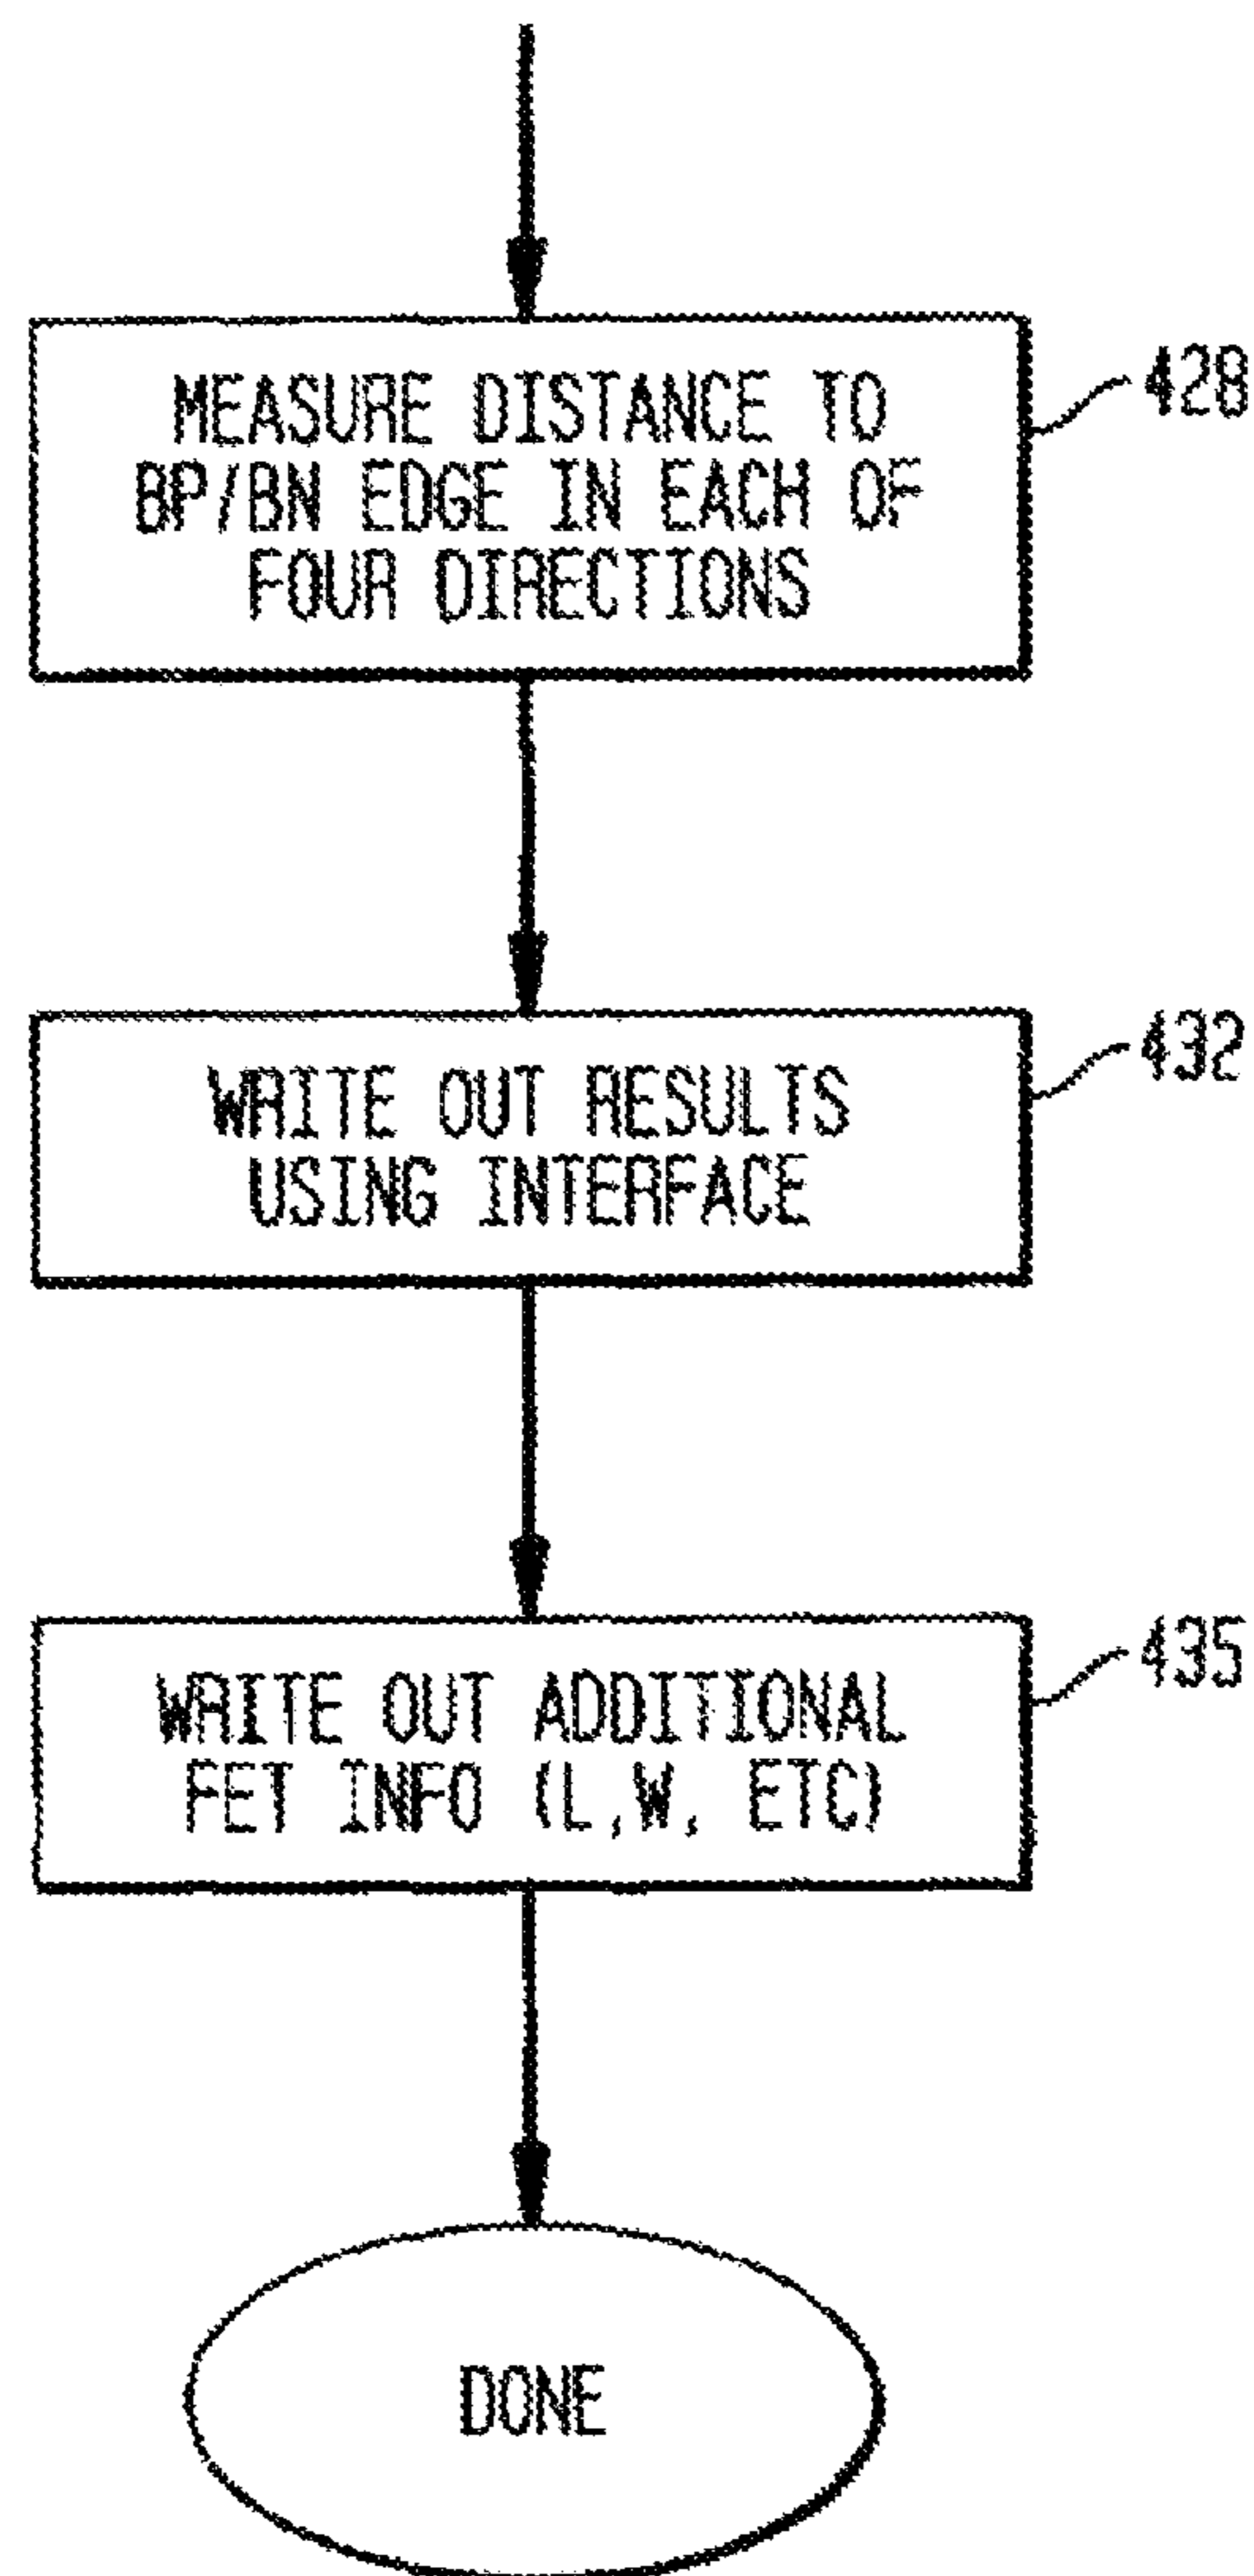 MEASURE DISTANCE TO
BP/BN EDGE IN EACH OF
FOUR DIRECTIONS
428
WRITE OUT RESULTS
USING INTERFACE
432
WRITE OUT ADDITIONAL
FET INFO (L,W, ETC)
435
DONE